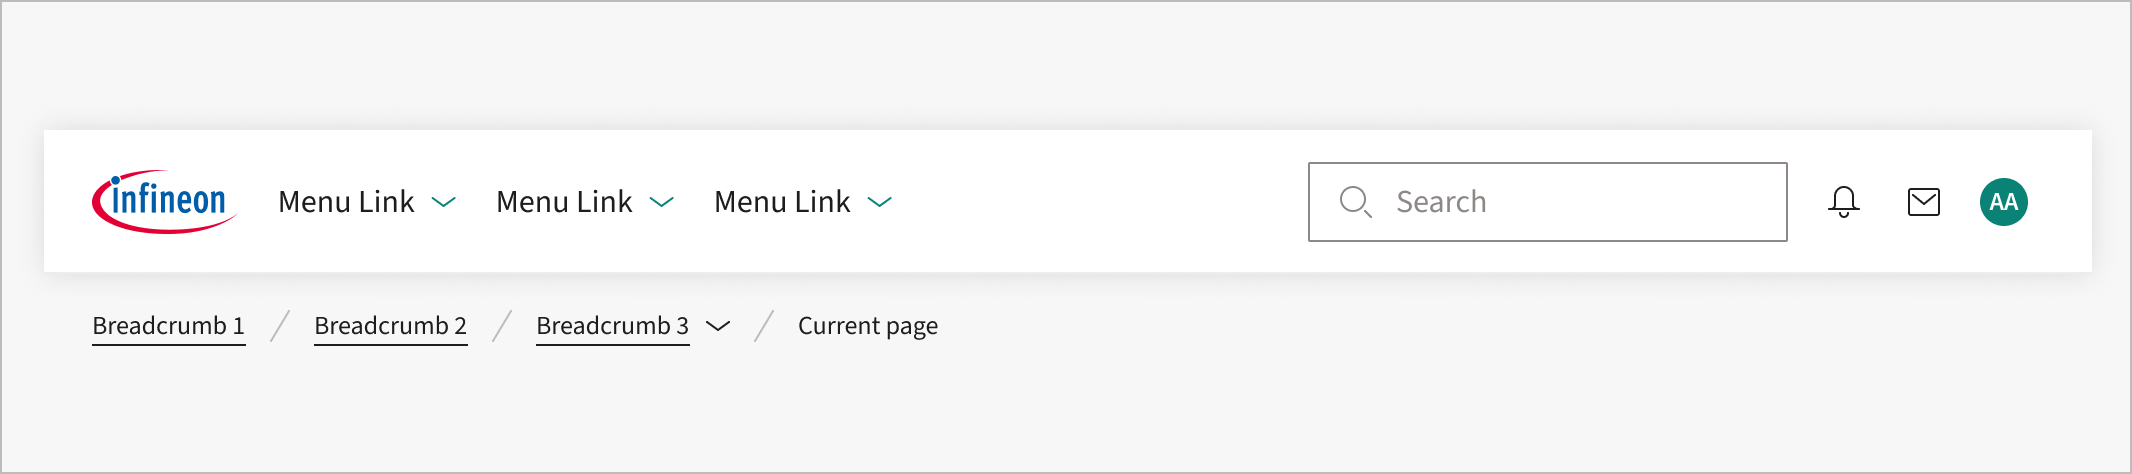 infineon Menu Link Menu Link Menu Link Search AA
Breadcrumb 1 / Breadcrumb 2 / Breadcrumb 3 / Current page